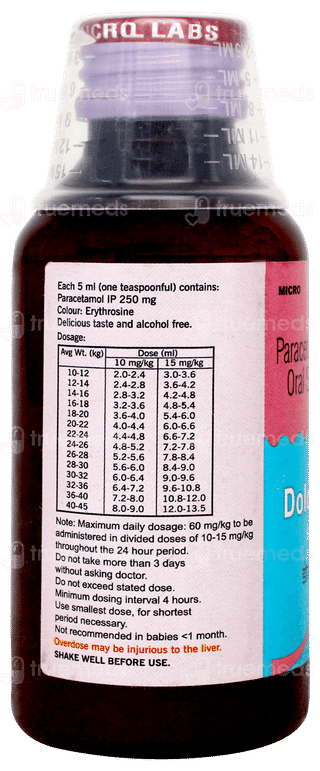 MICRO LABS
Each 5 ml (one teaspoonful) contains:
Paracetamol IP 250 mg
Colour: Erythrosine
Delicious taste and alcohol free.
Dosage:
Avg Wt. (kg) Dose (ml)
10 mg/kg 15 mg/kg
10-12 2.0-2.4 3.0-3.6
12-14 2.4-2.8 3.6-4.2
14-16 2.8-3.2 4.2-4.8
16-18 3.2-3.6 4.8-5.4
18-20 3.6-4.0 5.4-6.0
20-22 4.0-4.4 6.0-6.6
22-24 4.4-4.8 6.6-7.2
24-26 4.8-5.2 7.2-7.8
26-28 5.2-5.6 7.8-8.4
28-30 5.6-6.0 8.4-9.0
30-32 6.0-6.4 9.0-9.6
32-36 6.4-7.2 9.6-10.8
36-40 7.2-8.0 10.8-12.0
40-45 8.0-9.0 12.0-13.5
Note: Maximum daily dosage: 60 mg/kg to be
administered in divided doses of 10-15 mg/kg
throughout the 24 hour period.
Do not take more than 3 days
without asking doctor.
Do not exceed stated dose.
Minimum dosing interval 4 hours.
Use smallest dose, for shortest
period necessary.
Not recommended in babies <1 month.
Overdose may be injurious to the liver.
SHAKE WELL BEFORE USE.
MICRO
Parace
Oral
Dol
truemeds